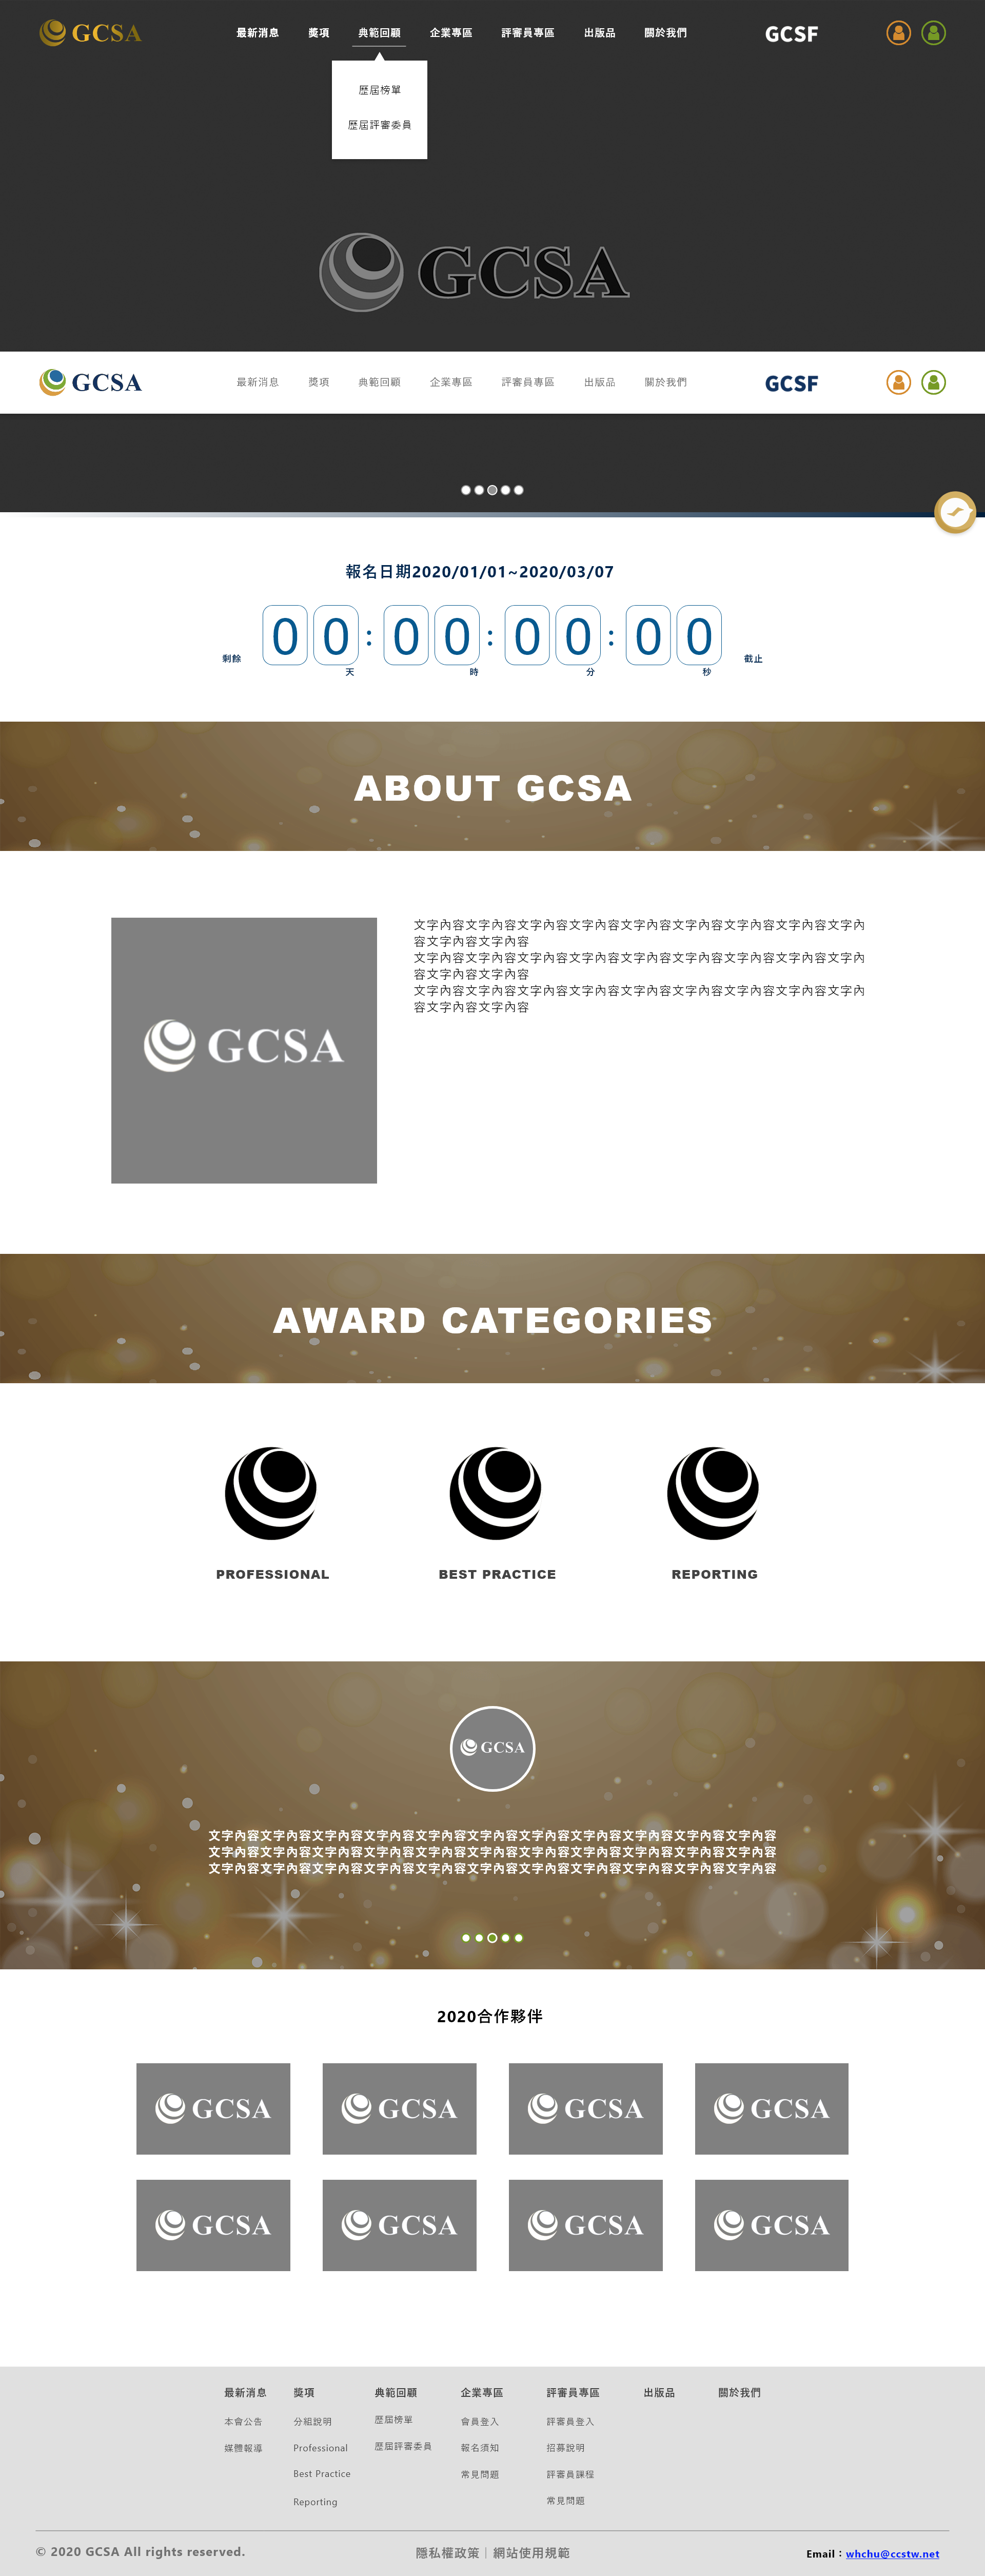 GCSA
最新消息 獎項 典範回顧 企業專區 評審員專區 出版品 關於我們 GCSF
歷屆榜單
歷屆評審委員
GCSA
GCSA 最新消息 獎項 典範回顧 企業專區 評審員專區 出版品 關於我們 GCSF
報名日期2020/01/01~2020/03/07
剩餘 00:00:00:00 截止
天 時 分 秒
ABOUT GCSA
GCSA
文字內容文字內容文字內容文字內容文字內容文字內容文字內容文字內容文字內
容文字內容文字內容
文字內容文字內容文字內容文字內容文字內容文字內容文字內容文字內容文字內
容文字內容文字內容
文字內容文字內容文字內容文字內容文字內容文字內容文字內容文字內容文字內
容文字內容文字內容
AWARD CATEGORIES
PROFESSIONAL BEST PRACTICE REPORTING
GCSA
文字內容文字內容文字內容文字內容文字內容文字內容文字內容文字內容文字內容文字內容文字內容
文字內容文字內容文字內容文字內容文字內容文字內容文字內容文字內容文字內容文字內容文字內容
文字內容文字內容文字內容文字內容文字內容文字內容文字內容文字內容文字內容文字內容文字內容
2020合作夥伴
GCSA GCSA GCSA GCSA
GCSA GCSA GCSA GCSA
最新消息 獎項 典範回顧 企業專區 評審員專區 出版品 關於我們
本會公告 分組說明 歷屆榜單 會員登入 評審員登入
媒體報導 Professional 歷屆評審委員 報名須知 招募說明
Best Practice 常見問題 評審員課程
Reporting 常見問題
© 2020 GCSA All rights reserved. 隱私權政策｜網站使用規範 Email：whchu@ccstw.net